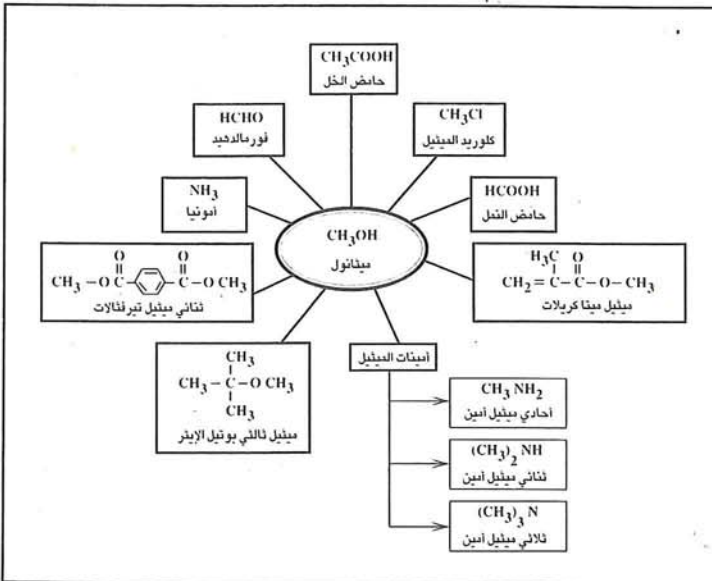 CH₃COOH
حامض الخل
HCHO
فورمالدهيد
CH₃Cl
كلوريد الميثيل
NH₃
أمونيا
HCOOH
حامض النمل
CH₃OH
ميثانول
O O
CH₃ — O C — C — O CH₃
ثنائي ميثيل تيرفثالات
H₃C O
CH₂ = C — C — O — CH₃
ميثيل ميتا كريلات
CH₃
CH₃ — C — O CH₃
CH₃
ميثيل ثالثي بوتيل الإيثر
أمينات الميثيل
CH₃ NH₂
أحادي ميثيل أمين
(CH₃)₂ NH
ثنائي ميثيل أمين
(CH₃)₃ N
ثلاثي ميثيل أمين